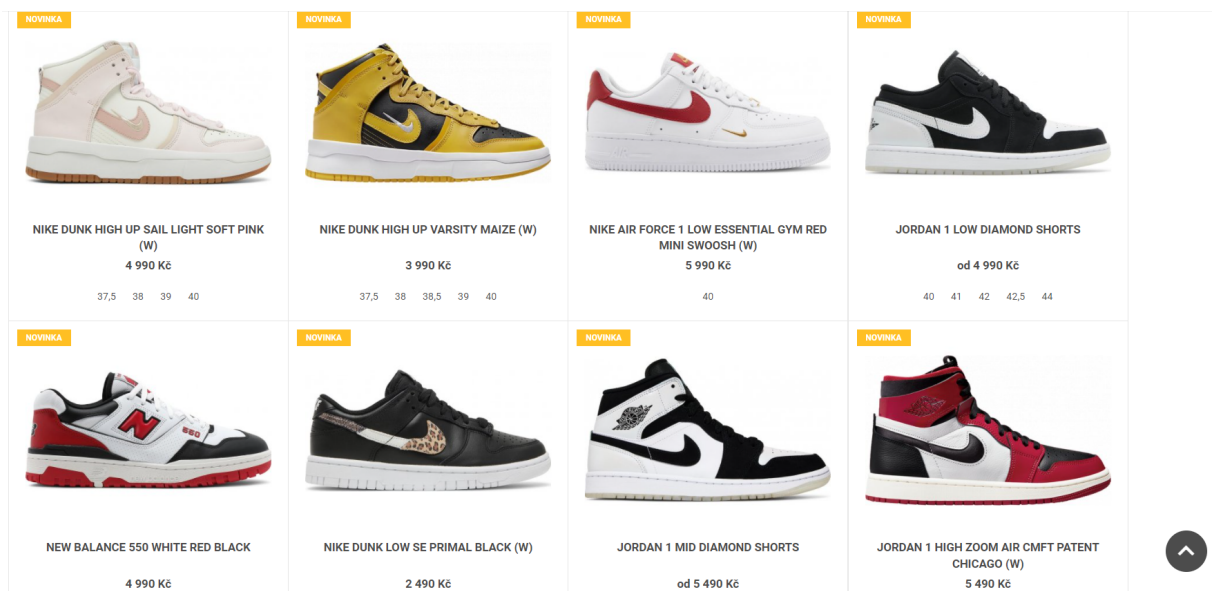 NOVINKA
NOVINKA
NOVINKA
NOVINKA
NIKE DUNK HIGH UP SAIL LIGHT SOFT PINK
(W)
4 990 Kč
37,5 38 39 40
NIKE DUNK HIGH UP VARSITY MAIZE (W)
3 990 Kč
37,5 38 38,5 39 40
NIKE AIR FORCE 1 LOW ESSENTIAL GYM RED
MINI SWOOSH (W)
5 990 Kč
40
JORDAN 1 LOW DIAMOND SHORTS
od 4 990 Kč
40 41 42 42,5 44
NOVINKA
NOVINKA
NOVINKA
NOVINKA
N
550
NEW BALANCE 550 WHITE RED BLACK
4 990 Kč
NIKE DUNK LOW SE PRIMAL BLACK (W)
2 490 Kč
JORDAN 1 MID DIAMOND SHORTS
od 5 490 Kč
JORDAN 1 HIGH ZOOM AIR CMFT PATENT
CHICAGO (W)
5 490 Kč